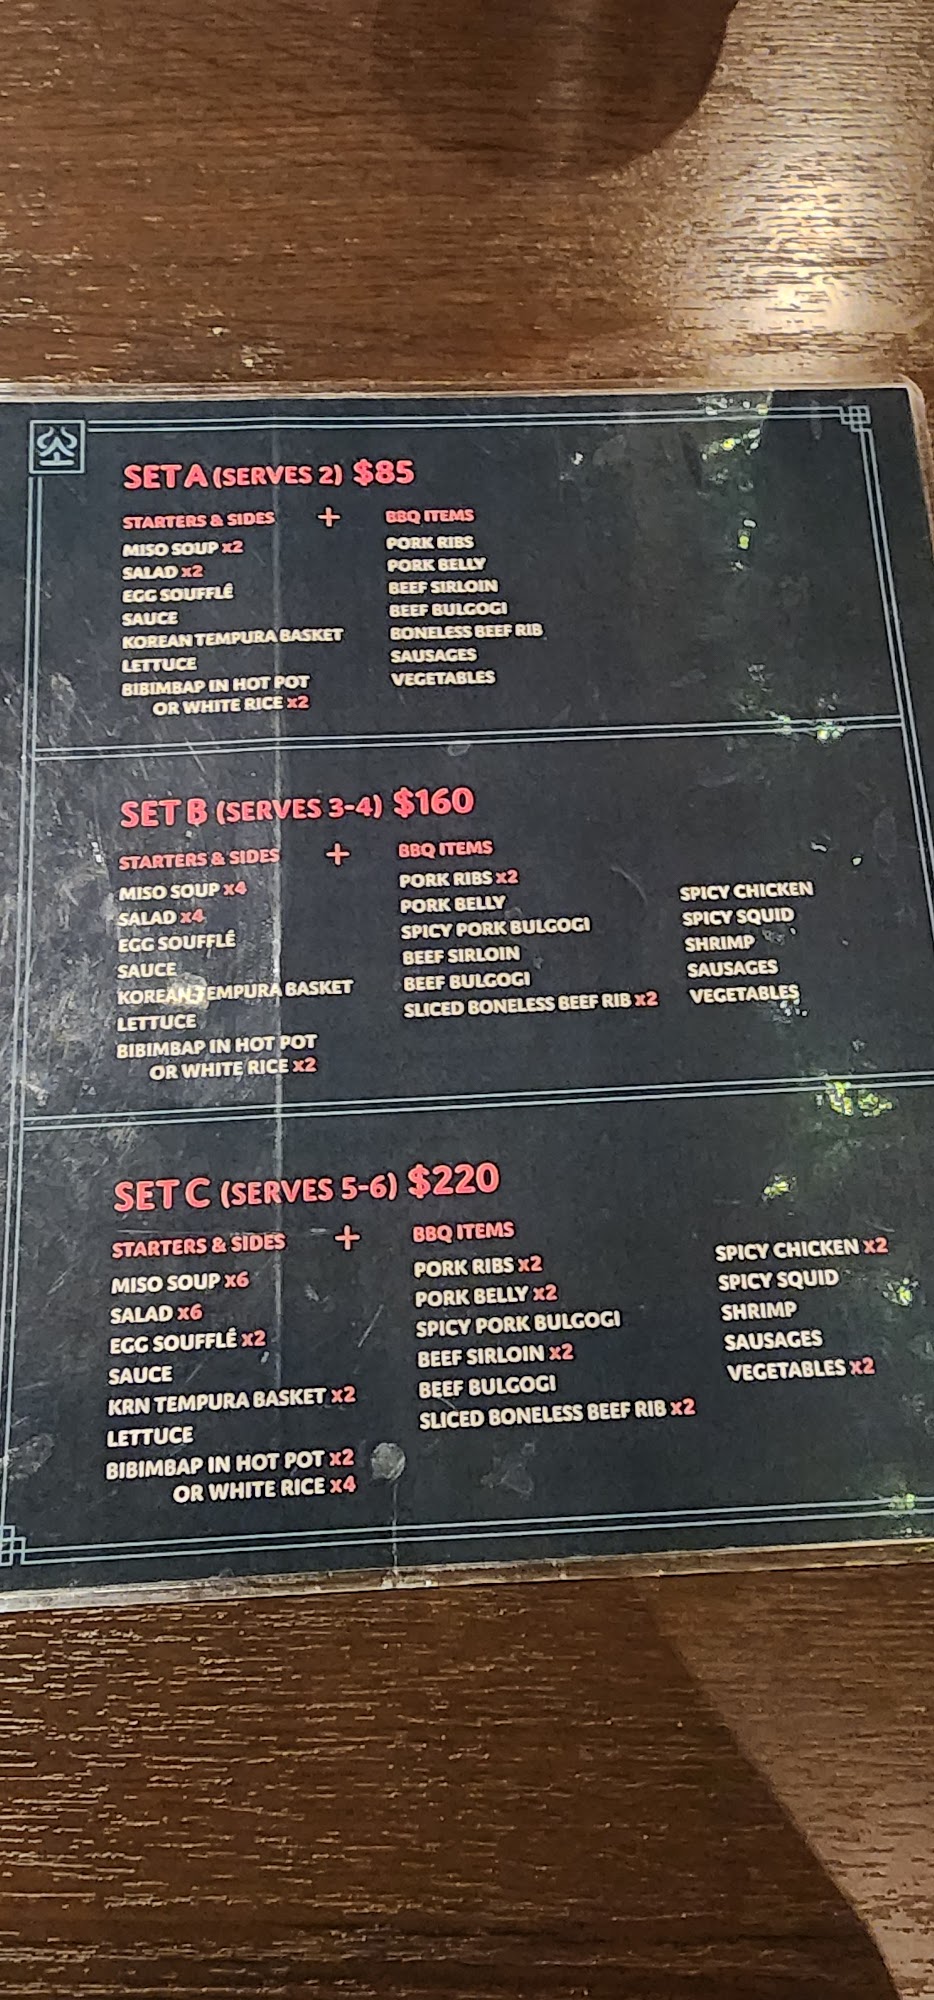 SET A (SERVES 2) $85
STARTERS & SIDES + BBQ ITEMS
MISO SOUP x2
SALAD x2
EGG SOUFFLÉ
SAUCE
KOREAN TEMPURA BASKET
LETTUCE
BIBIMBAP IN HOT POT
OR WHITE RICE x2
PORK RIBS
PORK BELLY
BEEF SIRLOIN
BEEF BULGOGI
BONELESS BEEF RIB
SAUSAGES
VEGETABLES
SET B (SERVES 3-4) $160
STARTERS & SIDES + BBQ ITEMS
MISO SOUP x4
SALAD x4
EGG SOUFFLÉ
SAUCE
KOREAN TEMPURA BASKET
LETTUCE
BIBIMBAP IN HOT POT
OR WHITE RICE x2
PORK RIBS x2
PORK BELLY
SPICY PORK BULGOGI
BEEF SIRLOIN
BEEF BULGOGI
SLICED BONELESS BEEF RIB x2
SPICY CHICKEN
SPICY SQUID
SHRIMP
SAUSAGES
VEGETABLES
SET C (SERVES 5-6) $220
STARTERS & SIDES + BBQ ITEMS
MISO SOUP x6
SALAD x6
EGG SOUFFLÉ x2
SAUCE
KRN TEMPURA BASKET x2
LETTUCE
BIBIMBAP IN HOT POT x2
OR WHITE RICE x4
PORK RIBS x2
PORK BELLY x2
SPICY PORK BULGOGI
BEEF SIRLOIN x2
BEEF BULGOGI
SLICED BONELESS BEEF RIB x2
SPICY CHICKEN x2
SPICY SQUID
SHRIMP
SAUSAGES
VEGETABLES x2